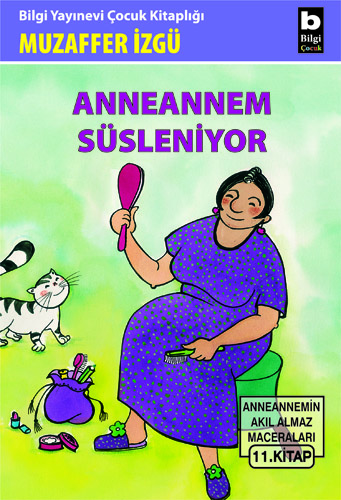 Bilgi Yayınevi Çocuk Kitaplığı
MUZAFFER İZGÜ
b
Bilgi
Çocuk
ANNEANNEM
SÜSLENİYOR
ANNEANNEMİN
AKIL ALMAZ
MACERALARI
11.KİTAP